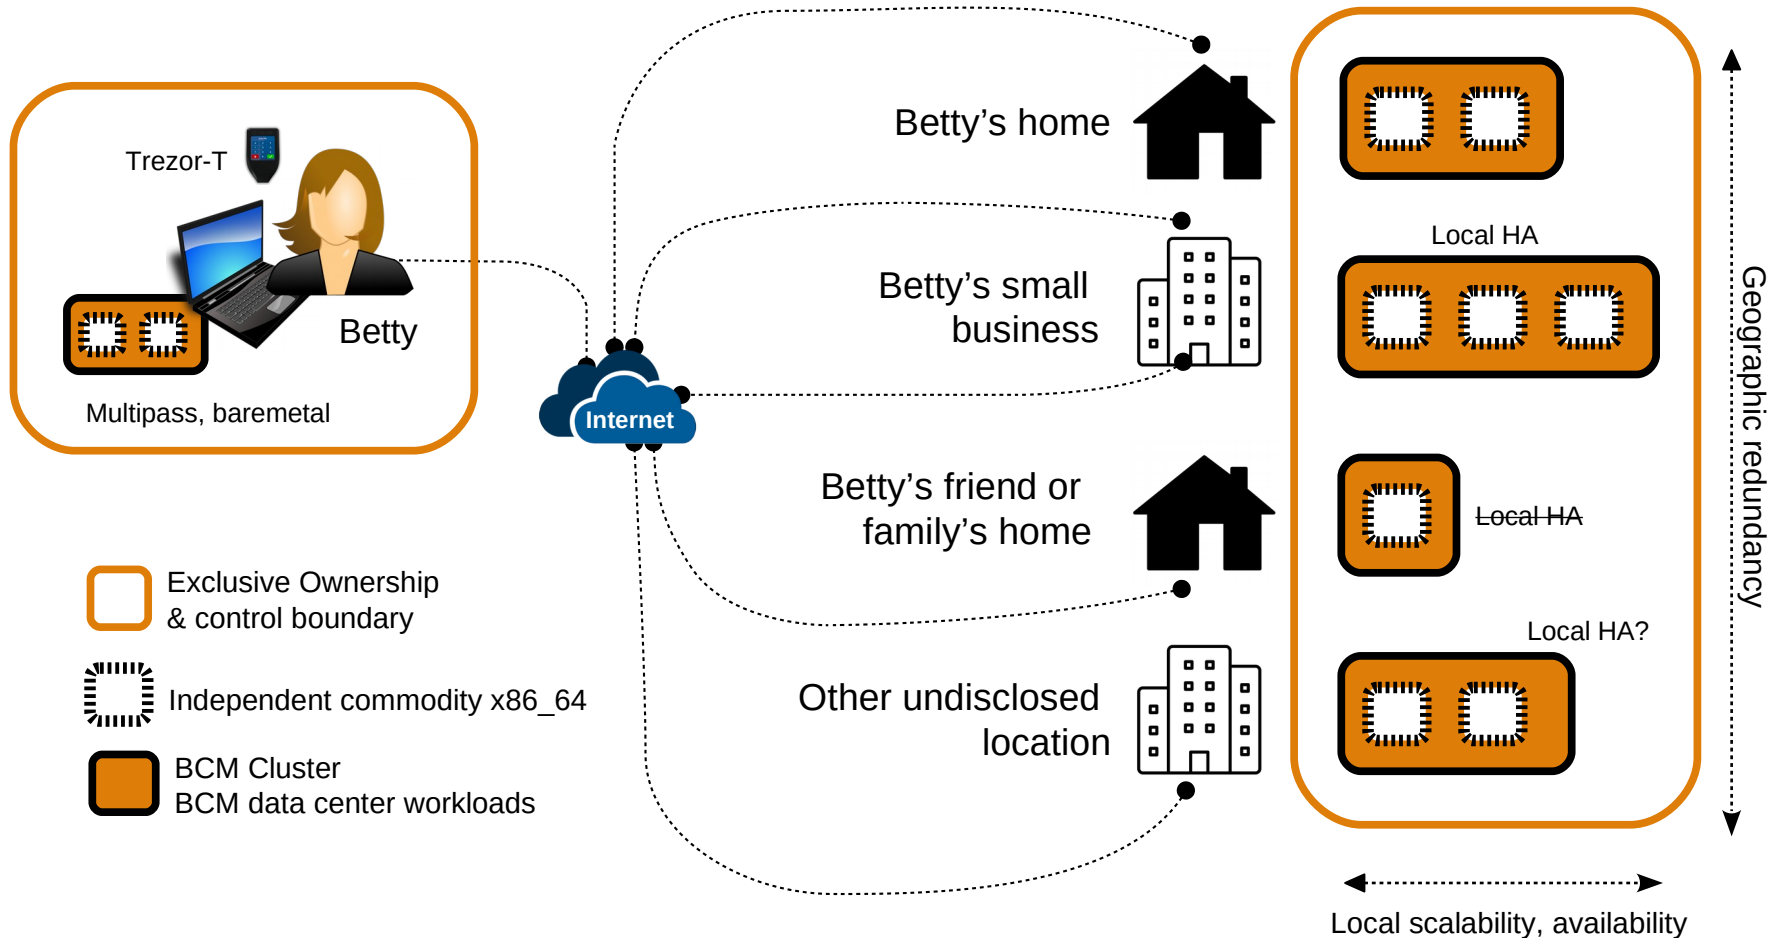 Trezor-T
Betty
Multipass, baremetal
Internet
Betty’s home
Betty’s small
business
Betty’s friend or
family’s home
Other undisclosed
location
Local HA
Local HA
Local HA?
Geographic redundancy
Local scalability, availability
Exclusive Ownership
& control boundary
Independent commodity x86_64
BCM Cluster
BCM data center workloads